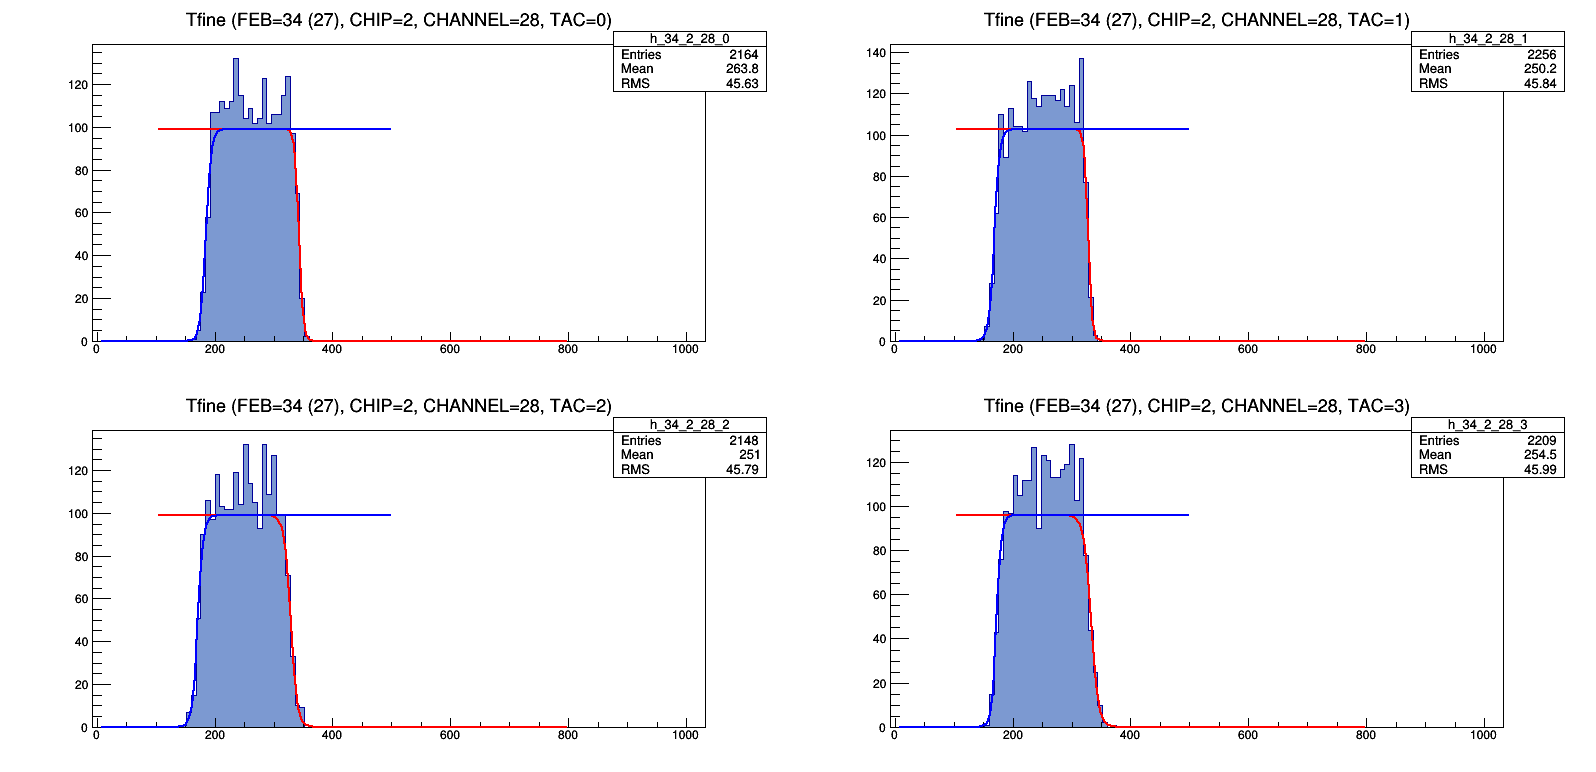 Tfine (FEB=34 (27), CHIP=2, CHANNEL=28, TAC=0)
h_34_2_28_0
Entries 2164
Mean 263.8
RMS 45.63
120
100
80
60
40
20
0
0 200 400 600 800 1000
Tfine (FEB=34 (27), CHIP=2, CHANNEL=28, TAC=1)
h_34_2_28_1
Entries 2256
Mean 250.2
RMS 45.84
140
120
100
80
60
40
20
0
0 200 400 600 800 1000
Tfine (FEB=34 (27), CHIP=2, CHANNEL=28, TAC=2)
h_34_2_28_2
Entries 2148
Mean 251
RMS 45.79
120
100
80
60
40
20
0
0 200 400 600 800 1000
Tfine (FEB=34 (27), CHIP=2, CHANNEL=28, TAC=3)
h_34_2_28_3
Entries 2209
Mean 254.5
RMS 45.99
120
100
80
60
40
20
0
0 200 400 600 800 1000